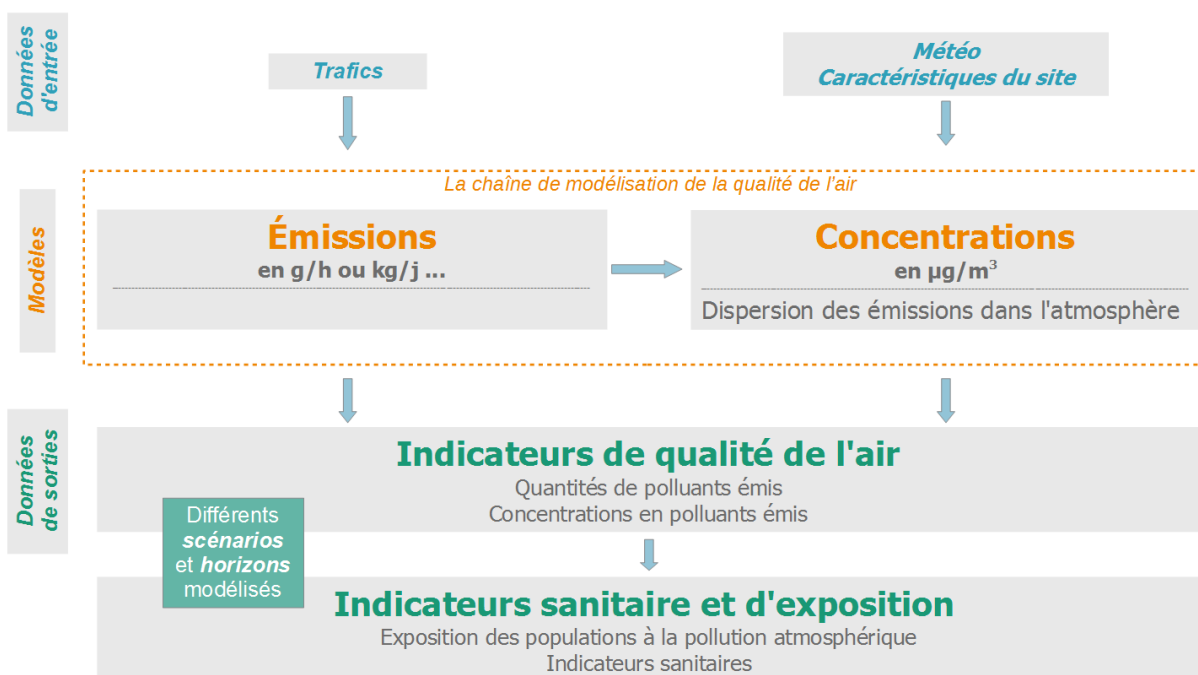 Données
d'entrée
Trafics
Météo
Caractéristiques du site
Modèles
La chaîne de modélisation de la qualité de l'air
Émissions
en g/h ou kg/j ...
Concentrations
en µg/m³
Dispersion des émissions dans l'atmosphère
Données
de sorties
Indicateurs de qualité de l'air
Quantités de polluants émis
Concentrations en polluants émis
Différents
scénarios
et horizons
modélisés
Indicateurs sanitaire et d'exposition
Exposition des populations à la pollution atmosphérique
Indicateurs sanitaires